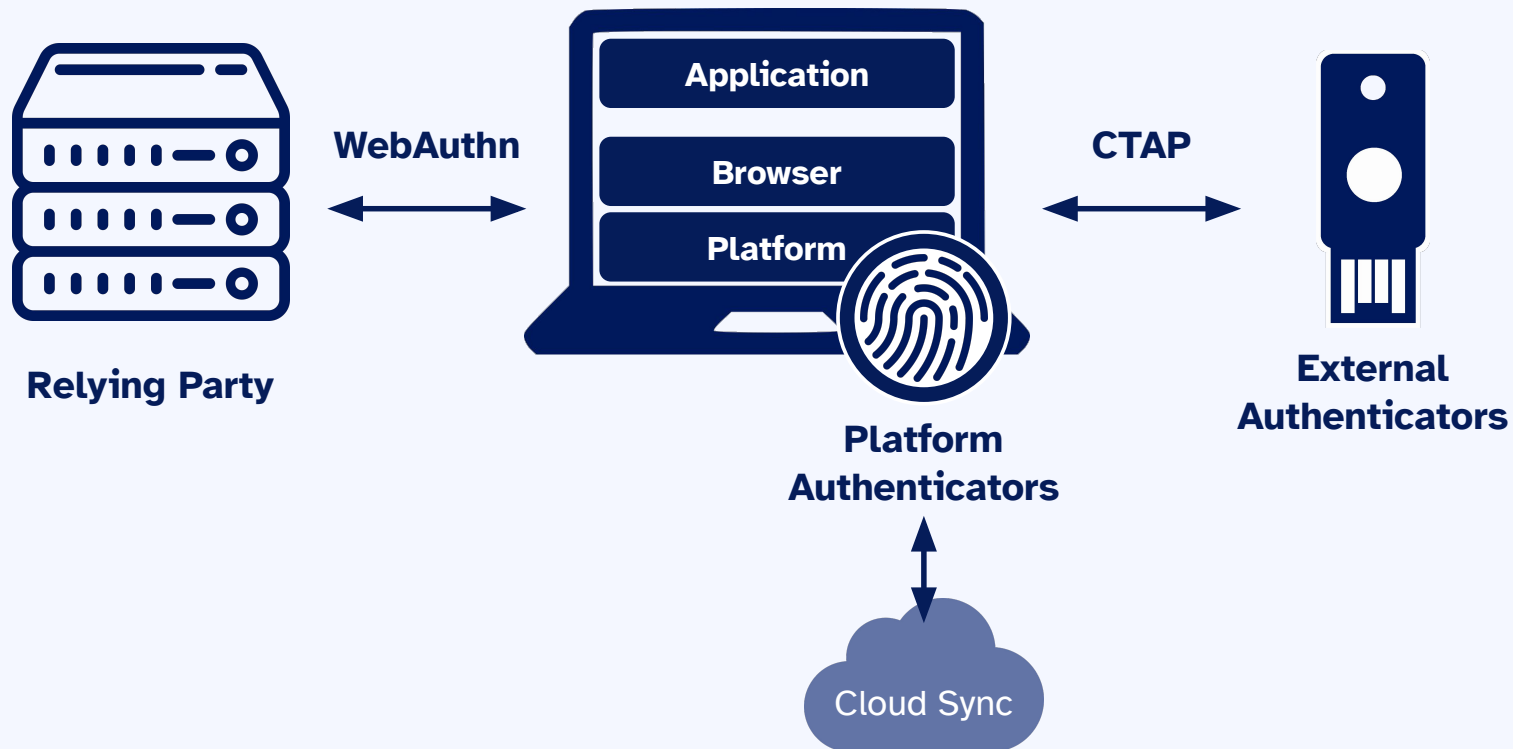 Application
WebAuthn
Browser
Platform
CTAP
Relying Party
Platform
Authenticators
External
Authenticators
Cloud Sync